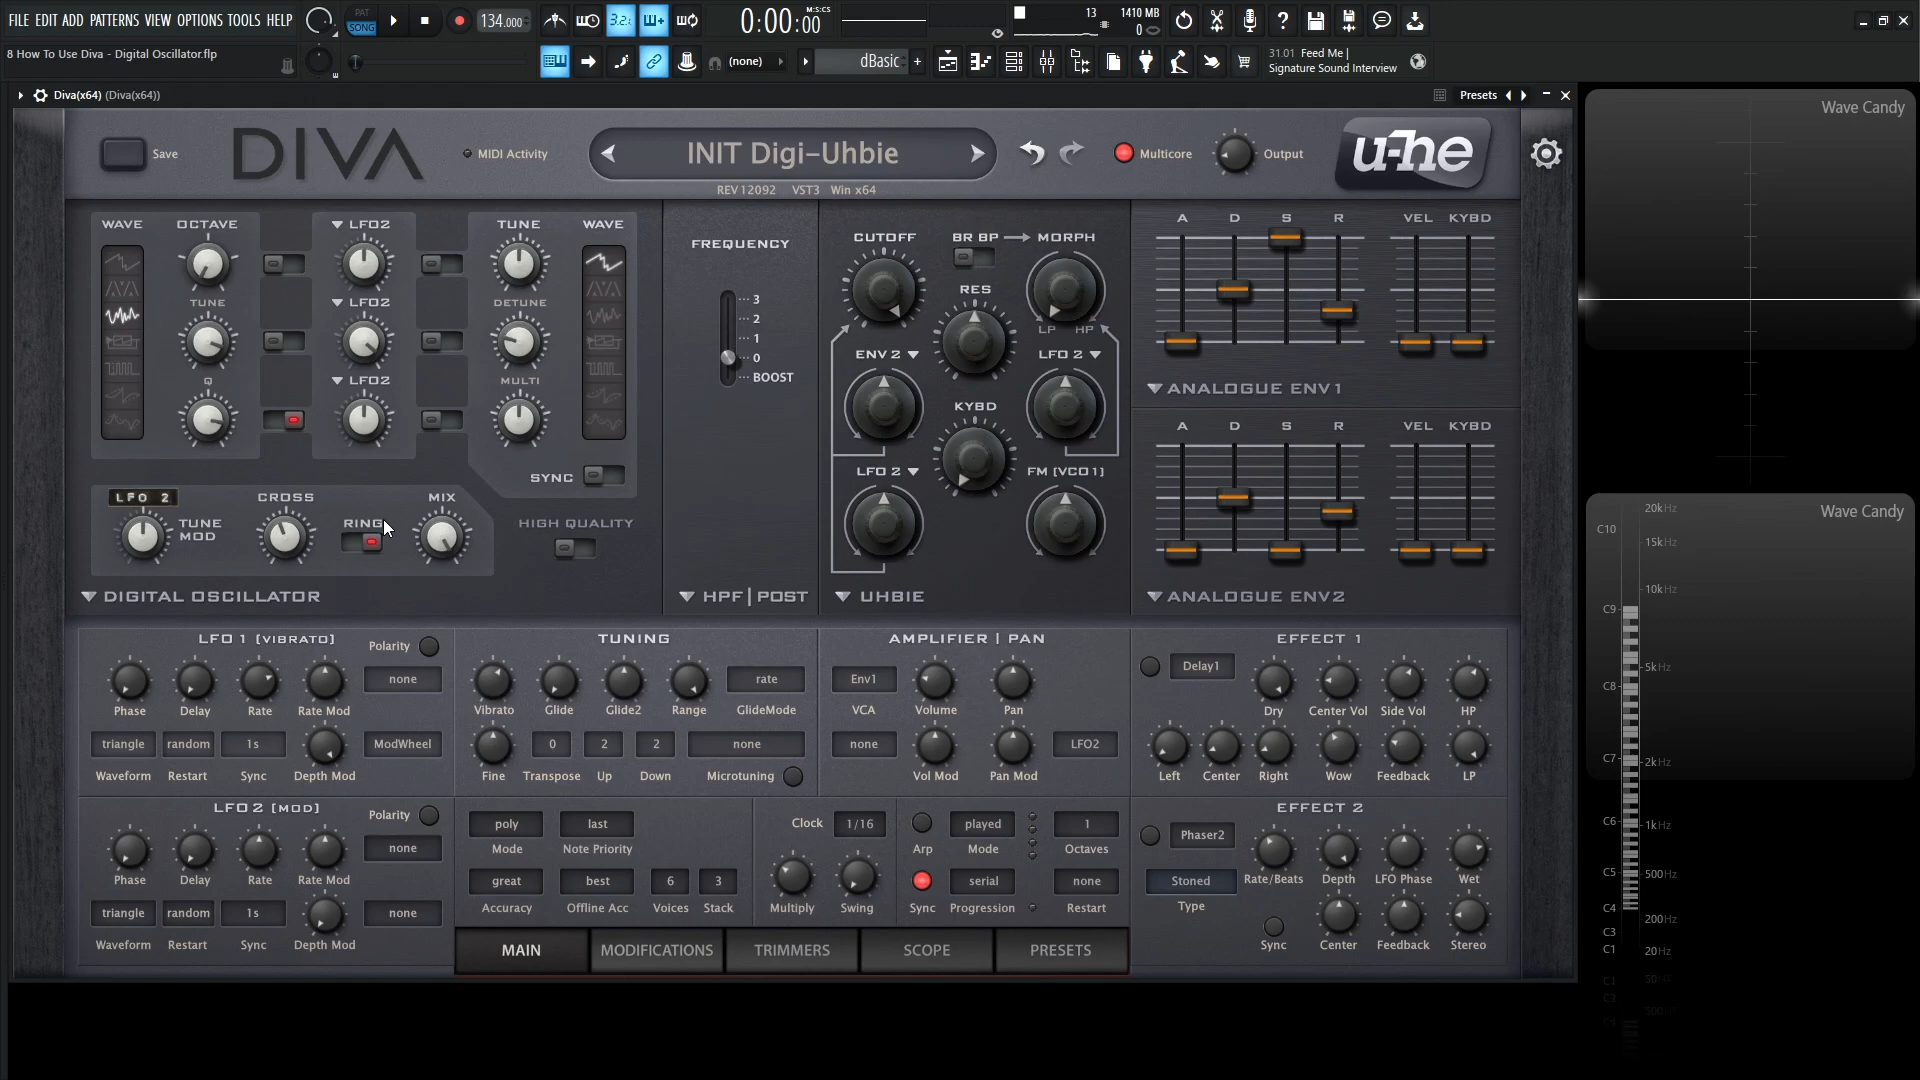 FILE EDIT ADD PATTERNS VIEW OPTIONS TOOLS HELP
PAT
SONG
134.000
3.2.
0:00:00
M:S:CS
13
1410 MB
0
8 How To Use Diva - Digital Oscillator.flp
(none)
dBasic
31.01 Feed Me |
Signature Sound Interview
Diva(x64) (Diva(x64))
Presets
Save
DIVA
MIDI Activity
INIT Digi-Uhbie
REV 12092 VST3 Win x64
Multicore
Output
u-he
WAVE
OCTAVE
LFO2
TUNE
WAVE
TUNE
LFO2
DETUNE
Q
LFO2
MULTI
SYNC
LFO 2
TUNE
MOD
CROSS
RING
MIX
HIGH QUALITY
DIGITAL OSCILLATOR
FREQUENCY
3
2
1
0
BOOST
HPF | POST
CUTOFF
BR BP
MORPH
RES
LP
HP
ENV 2
LFO 2
KYBD
LFO 2
FM [VCO 1]
UHBIE
A D S R VEL KYBD
ANALOGUE ENV1
A D S R VEL KYBD
ANALOGUE ENV2
LFO 1 [VIBRATO]
Polarity
none
Phase Delay Rate Rate Mod
triangle random 1s
ModWheel
Waveform Restart Sync Depth Mod
LFO 2 [MOD]
Polarity
none
Phase Delay Rate Rate Mod
triangle random 1s
none
Waveform Restart Sync Depth Mod
TUNING
rate
Vibrato Glide Glide2 Range GlideMode
0 2 2 none
Fine Transpose Up Down Microtuning
AMPLIFIER | PAN
Env1
VCA Volume Pan
none
LFO2
Vol Mod Pan Mod
poly last
Mode Note Priority
great best 6 3
Accuracy Offline Acc Voices Stack
Clock 1/16
Multiply Swing
played 1
Arp Mode Octaves
serial none
Sync Progression Restart
MAIN MODIFICATIONS TRIMMERS SCOPE PRESETS
EFFECT 1
Delay1
Dry Center Vol Side Vol HP
Left Center Right Wow Feedback LP
EFFECT 2
Phaser2
Rate/Beats Depth LFO Phase Wet
Stoned
Type
Sync Center Feedback Stereo
Wave Candy
Wave Candy
20kHz
C10
15kHz
10kHz
C9
5kHz
C8
C7
2kHz
C6
1kHz
C5
500Hz
C4
200Hz
C3
C1
20Hz